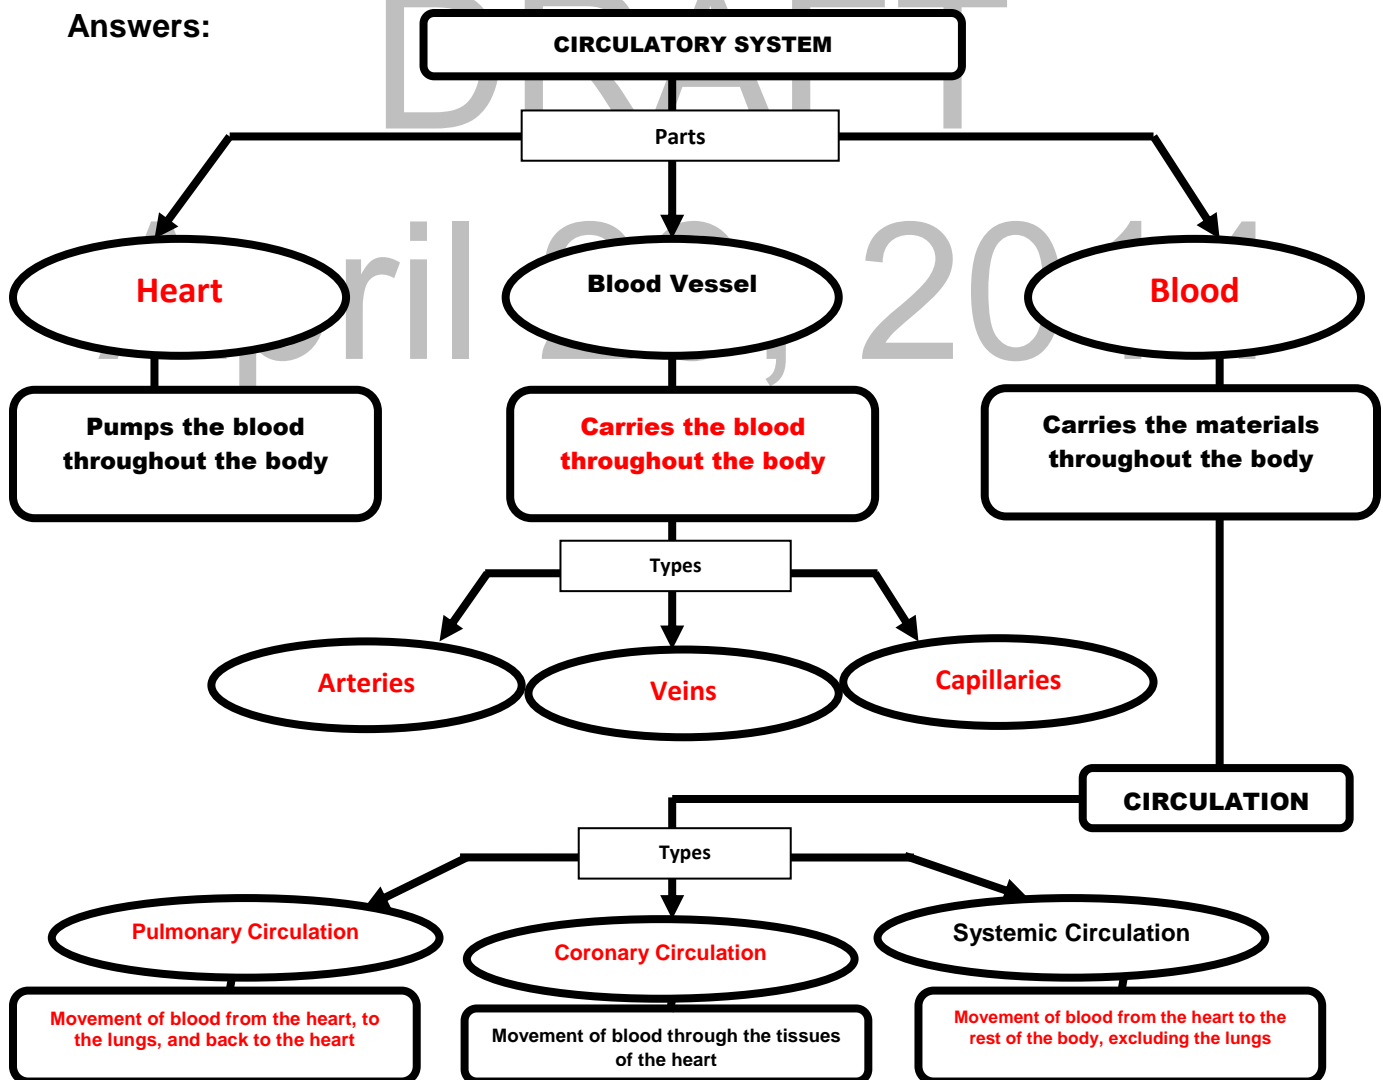 Answers:
DRAFT
CIRCULATORY SYSTEM
Parts
April 2014
Heart
Blood Vessel
Blood
Pumps the blood
throughout the body
Carries the blood
throughout the body
Carries the materials
throughout the body
Types
Arteries
Veins
Capillaries
CIRCULATION
Types
Pulmonary Circulation
Coronary Circulation
Systemic Circulation
Movement of blood from the heart, to
the lungs, and back to the heart
Movement of blood through the tissues
of the heart
Movement of blood from the heart to the
rest of the body, excluding the lungs